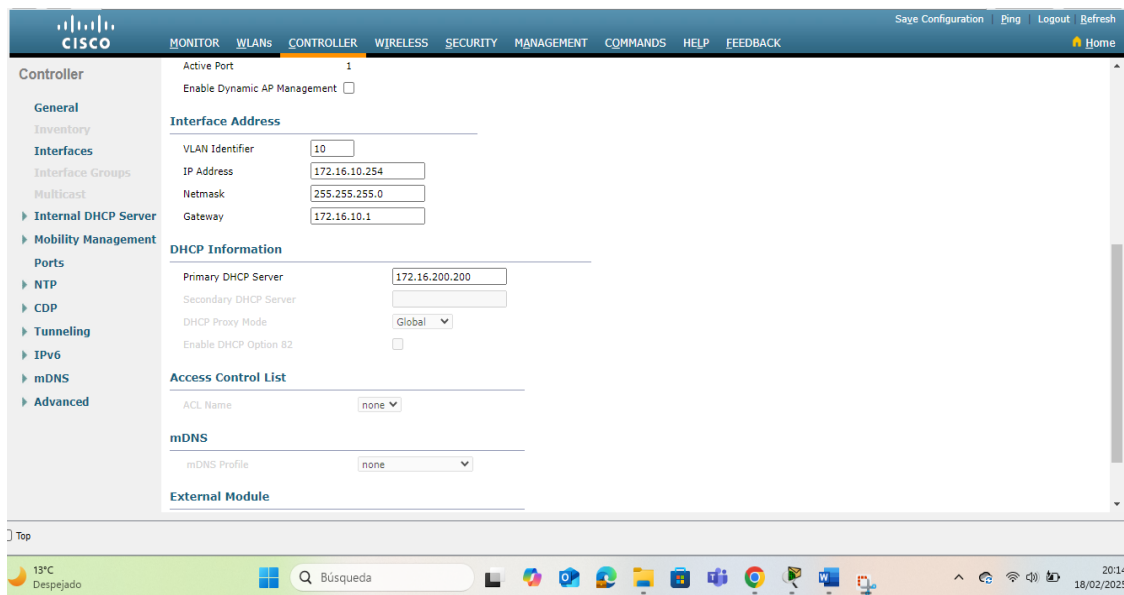 Save Configuration | Ping | Logout | Refresh
CISCO
MONITOR WLANs CONTROLLER WIRELESS SECURITY MANAGEMENT COMMANDS HELP FEEDBACK
Home
Controller
General
Inventory
Interfaces
Interface Groups
Multicast
Internal DHCP Server
Mobility Management
Ports
NTP
CDP
Tunneling
IPv6
mDNS
Advanced
Active Port 1
Enable Dynamic AP Management
Interface Address
VLAN Identifier 10
IP Address 172.16.10.254
Netmask 255.255.255.0
Gateway 172.16.10.1
DHCP Information
Primary DHCP Server 172.16.200.200
Secondary DHCP Server
DHCP Proxy Mode Global
Enable DHCP Option 82
Access Control List
ACL Name none
mDNS
mDNS Profile none
External Module
Top
13°C
Despejado
Búsqueda
20:14
18/02/2025